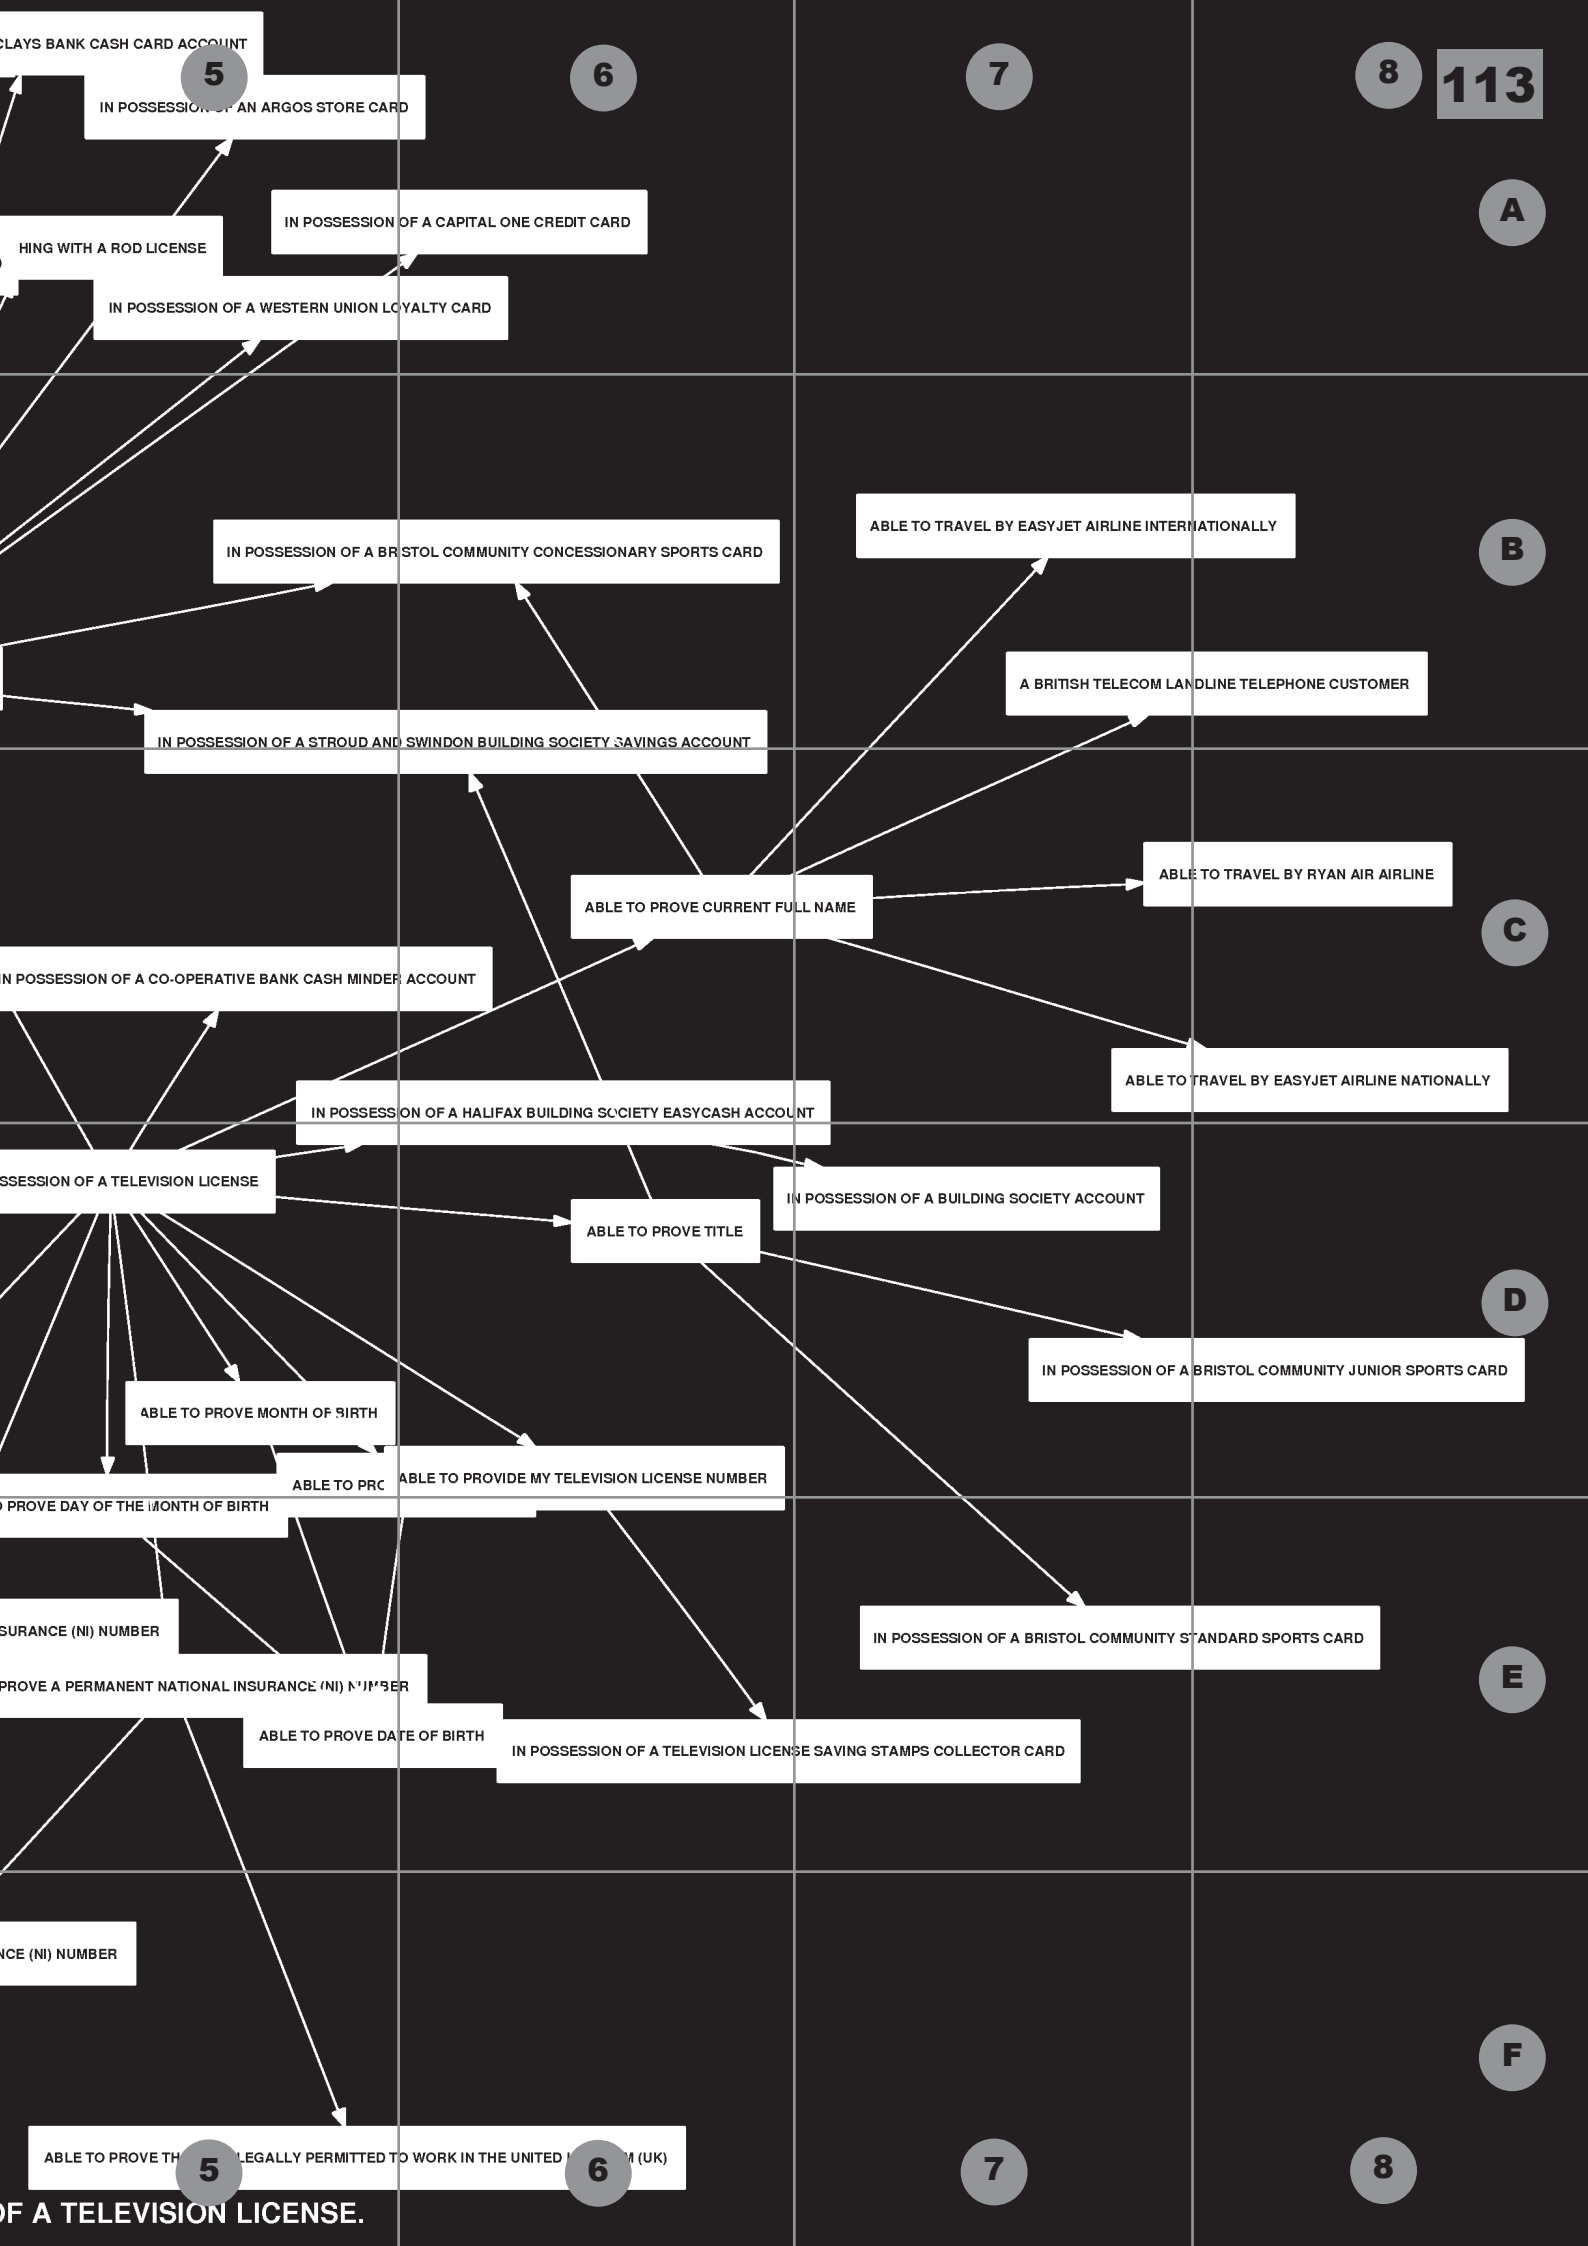 CLAYS BANK CASH CARD ACCOUNT
5
6
7
8
113
IN POSSESSION OF AN ARGOS STORE CARD
A
IN POSSESSION OF A CAPITAL ONE CREDIT CARD
HING WITH A ROD LICENSE
IN POSSESSION OF A WESTERN UNION LOYALTY CARD
ABLE TO TRAVEL BY EASYJET AIRLINE INTERNATIONALLY
IN POSSESSION OF A BRISTOL COMMUNITY CONCESSIONARY SPORTS CARD
B
A BRITISH TELECOM LANDLINE TELEPHONE CUSTOMER
IN POSSESSION OF A STROUD AND SWINDON BUILDING SOCIETY SAVINGS ACCOUNT
ABLE TO TRAVEL BY RYAN AIR AIRLINE
ABLE TO PROVE CURRENT FULL NAME
C
IN POSSESSION OF A CO-OPERATIVE BANK CASH MINDER ACCOUNT
ABLE TO TRAVEL BY EASYJET AIRLINE NATIONALLY
IN POSSESSION OF A HALIFAX BUILDING SOCIETY EASYCASH ACCOUNT
SSESSION OF A TELEVISION LICENSE
IN POSSESSION OF A BUILDING SOCIETY ACCOUNT
ABLE TO PROVE TITLE
D
IN POSSESSION OF A BRISTOL COMMUNITY JUNIOR SPORTS CARD
ABLE TO PROVE MONTH OF BIRTH
ABLE TO PROVIDE MY TELEVISION LICENSE NUMBER
ABLE TO PRO
O PROVE DAY OF THE MONTH OF BIRTH
SURANCE (NI) NUMBER
IN POSSESSION OF A BRISTOL COMMUNITY STANDARD SPORTS CARD
E
PROVE A PERMANENT NATIONAL INSURANCE (NI) NUMBER
ABLE TO PROVE DATE OF BIRTH
IN POSSESSION OF A TELEVISION LICENSE SAVING STAMPS COLLECTOR CARD
NCE (NI) NUMBER
F
ABLE TO PROVE TH LEGALLY PERMITTED TO WORK IN THE UNITED M (UK)
5
6
7
8
OF A TELEVISION LICENSE.